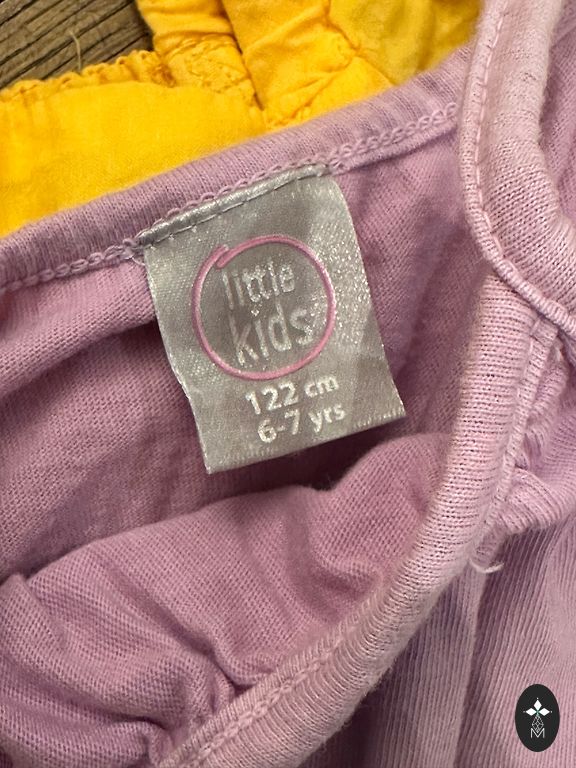 little
kids
122 cm
6-7 yrs
M